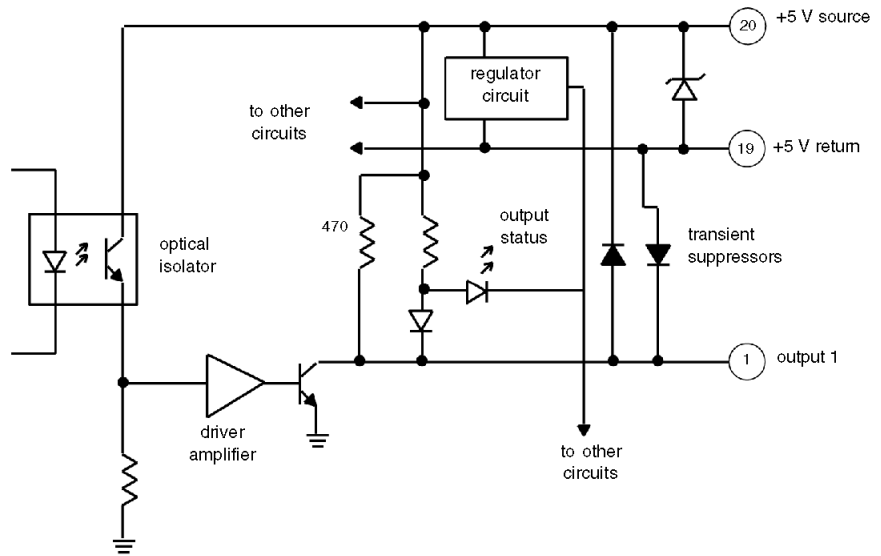 20 +5 V source
regulator
circuit
to other
circuits
19 +5 V return
470
output
status
optical
isolator
transient
suppressors
1 output 1
driver
amplifier
to other
circuits